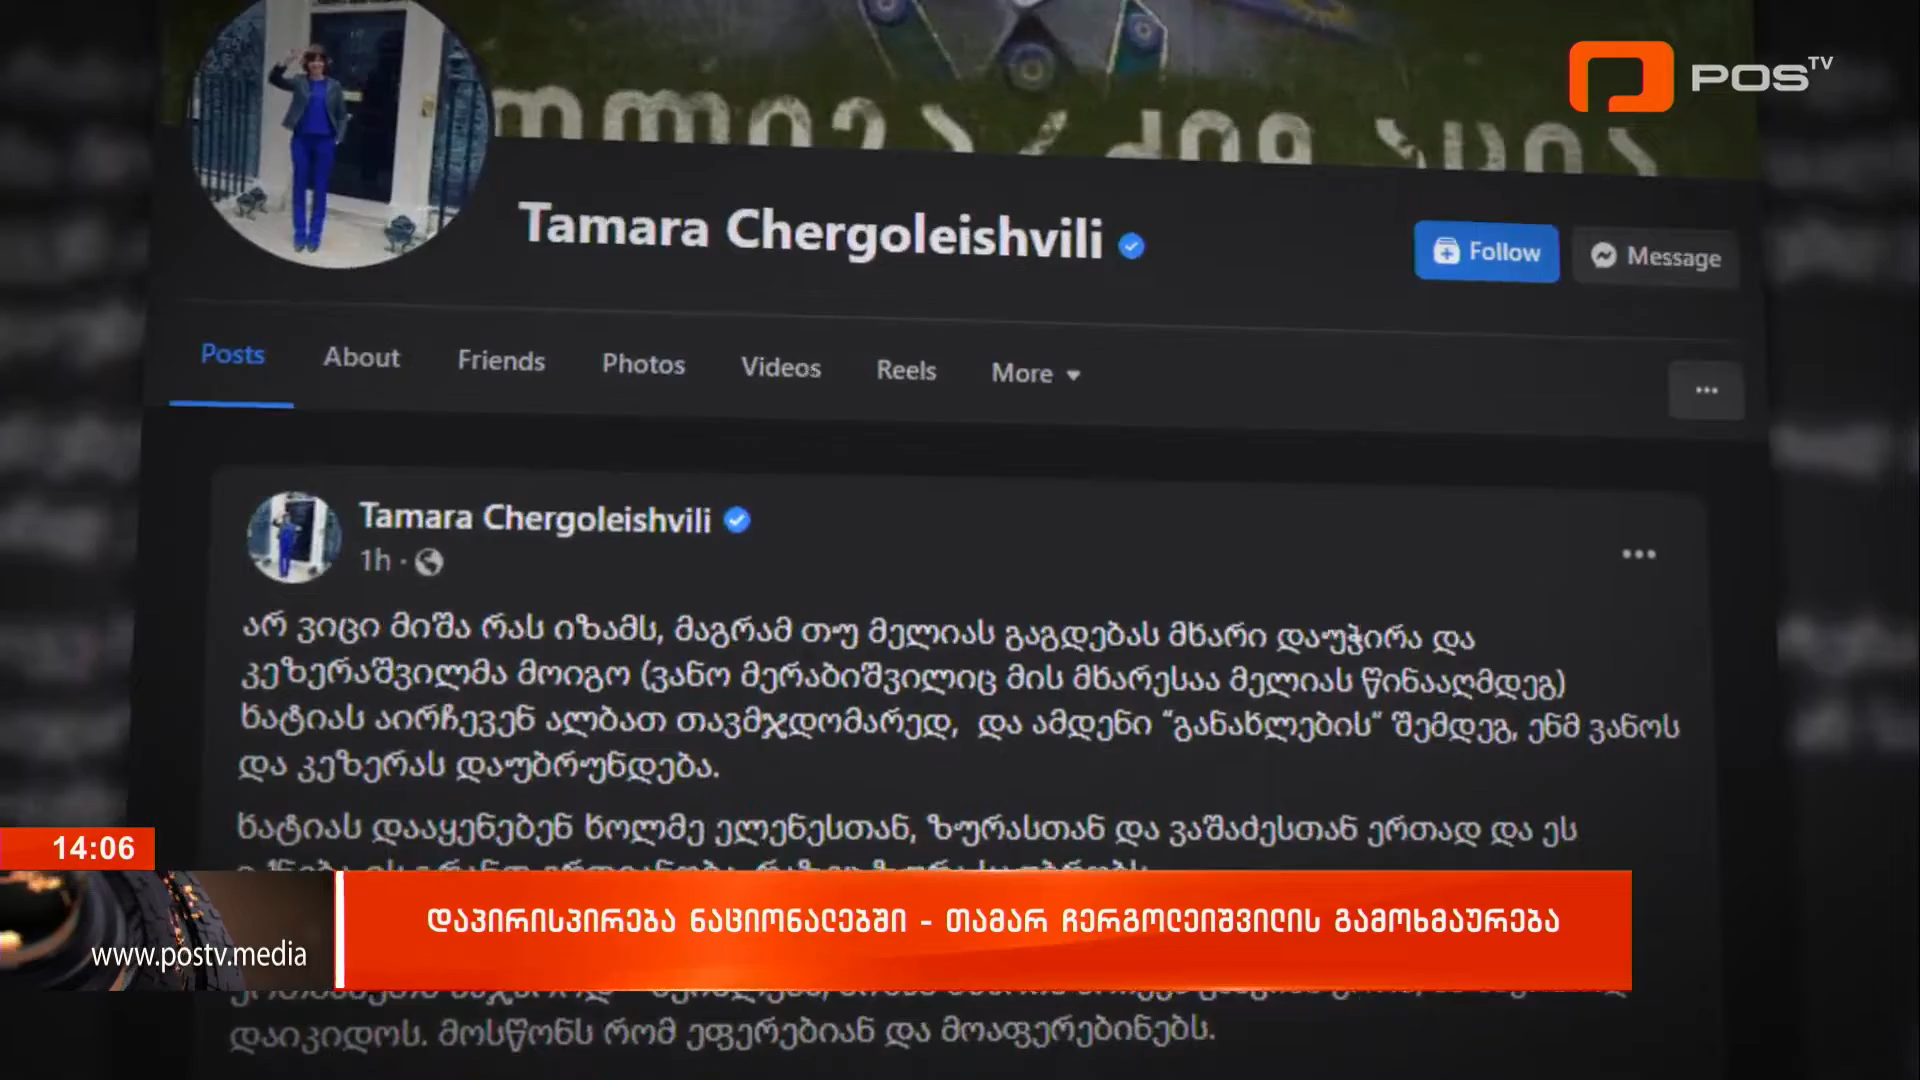 POS TV
Tamara Chergoleishvili
Follow
Message
Posts About Friends Photos Videos Reels More
Tamara Chergoleishvili
1h
არ ვიცი მიშა რას იზამს, მაგრამ თუ მელიას გაგდებას მხარი დაუჭირა და
კეზერაშვილმა მოიგო (ვანო მერაბიშვილიც მის მხარესაა მელიას წინააღმდეგ)
ხატიას აირჩევენ ალბათ თავმჯდომარედ, და ამდენი “განახლების“ შემდეგ, ენმ ვანოს
და კეზერას დაუბრუნდება.
ხატიას დააყენებენ ხოლმე ელენესთან, ზურასთან და ვაშაძესთან ერთად და ეს
14:06
www.postv.media
დაპირისპირება ნაციონალებში - თამარ ჩერგოლეიშვილის გამოხმაურება
დაიკიდოს. მოსწონს რომ ეფერებიან და მოაფერებინებს.